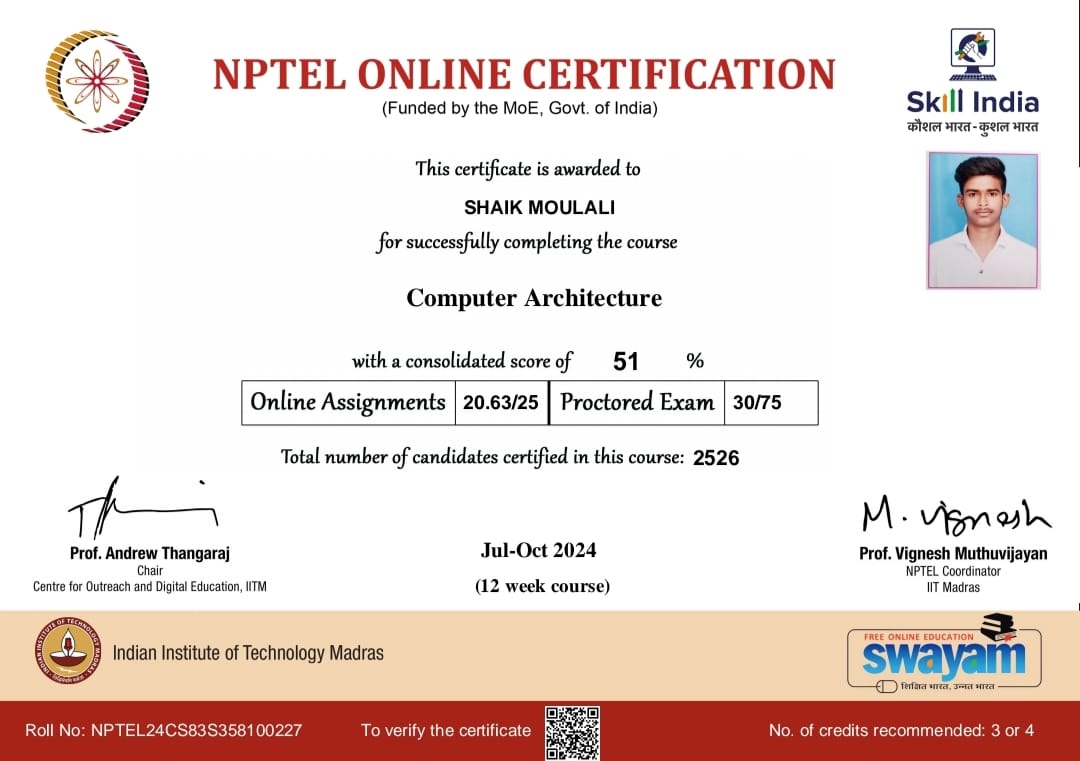 NPTEL ONLINE CERTIFICATION
(Funded by the MoE, Govt. of India)
Skill India
कौशल भारत - कुशल भारत
This certificate is awarded to
SHAIK MOULALI
for successfully completing the course
Computer Architecture
with a consolidated score of 51 %
Online Assignments 20.63/25 Proctored Exam 30/75
Total number of candidates certified in this course: 2526
M. Vignesh
Prof. Andrew Thangaraj
Chair
Centre for Outreach and Digital Education, IITM
Jul-Oct 2024
(12 week course)
Prof. Vignesh Muthuvijayan
NPTEL Coordinator
IIT Madras
INDIAN INSTITUTE OF TECHNOLOGY MADRAS
Indian Institute of Technology Madras
FREE ONLINE EDUCATION
swayam
शिक्षित भारत, उन्नत भारत
Roll No: NPTEL24CS83S358100227
To verify the certificate
No. of credits recommended: 3 or 4